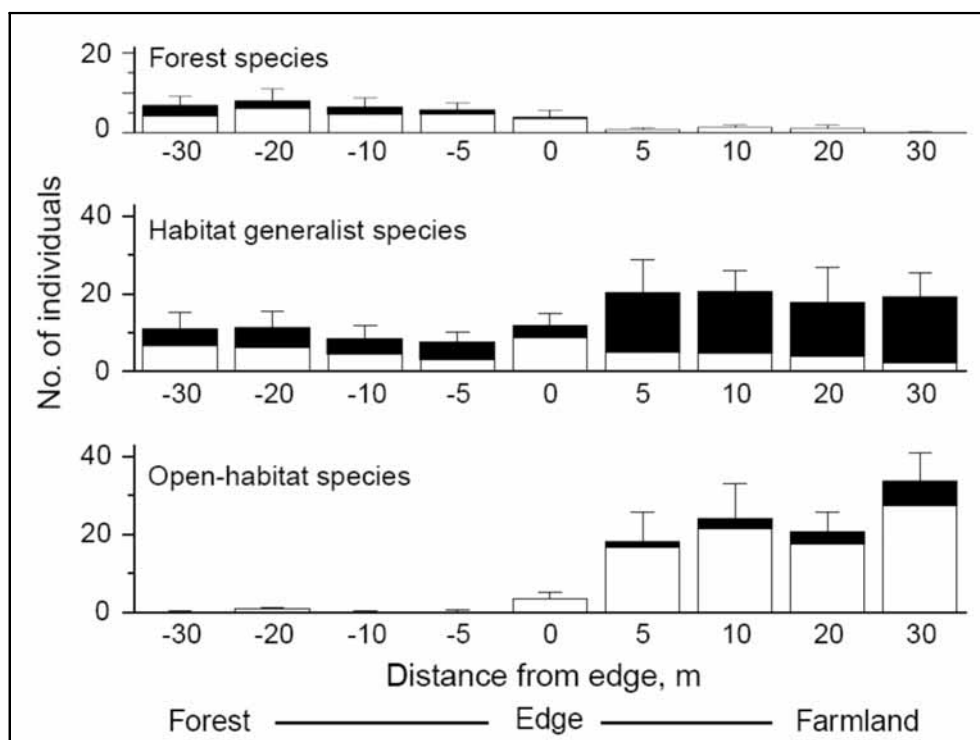 No. of individuals
Forest species
20
0
-30 -20 -10 -5 0 5 10 20 30
Habitat generalist species
40
20
0
-30 -20 -10 -5 0 5 10 20 30
Open-habitat species
40
20
0
-30 -20 -10 -5 0 5 10 20 30
Distance from edge, m
Forest Edge Farmland